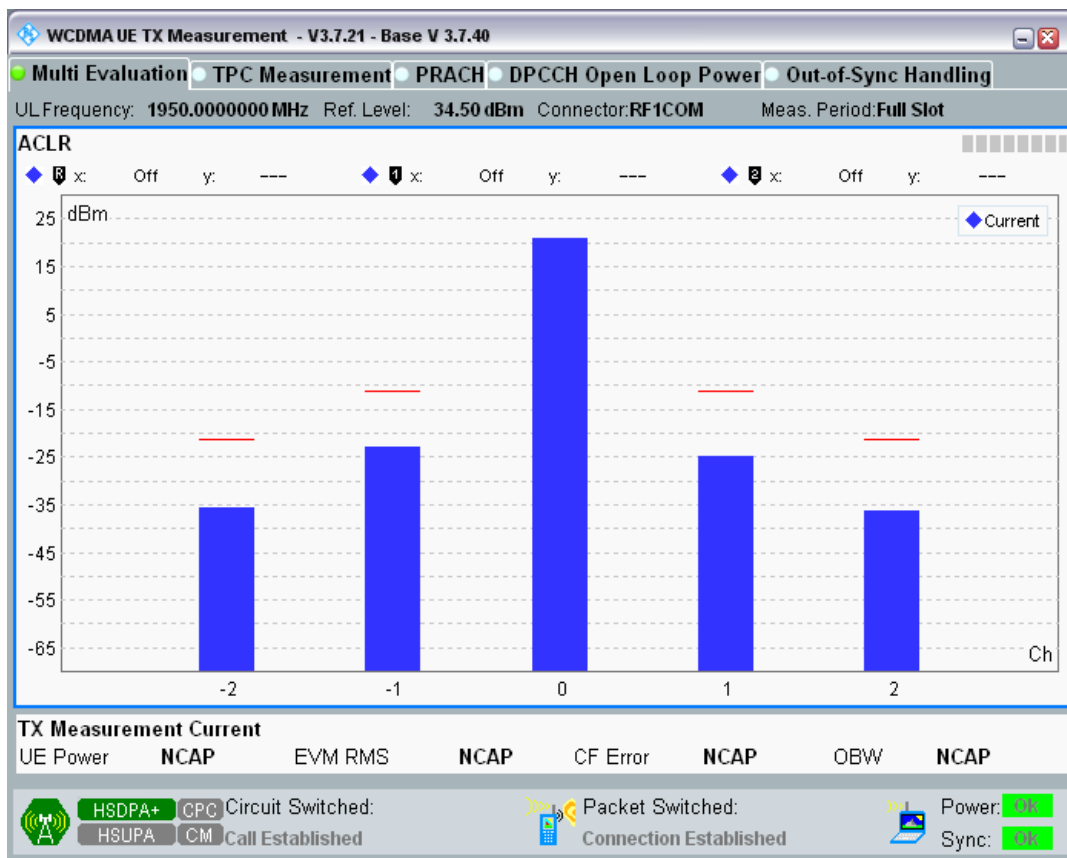 WCDMA UE TX Measurement - V3.7.21 - Base V 3.7.40
Multi Evaluation TPC Measurement PRACH DPCCH Open Loop Power Out-of-Sync Handling
UL Frequency: 1950.0000000 MHz Ref. Level: 34.50 dBm Connector:RF1COM Meas. Period:Full Slot
ACLR
R x: Off y: --- 1 x: Off y: --- 2 x: Off y: ---
dBm
Current
25
15
5
-5
-15
-25
-35
-45
-55
-65
Ch
-2 -1 0 1 2
TX Measurement Current
UE Power NCAP EVM RMS NCAP CF Error NCAP OBW NCAP
HSDPA+ CPC Circuit Switched: Packet Switched: Power: Ok
HSUPA CM Call Established Connection Established Sync: Ok